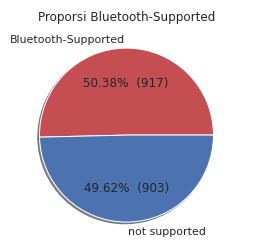 Proporsi Bluetooth-Supported
Bluetooth-Supported
50.38% (917)
49.62% (903)
not supported